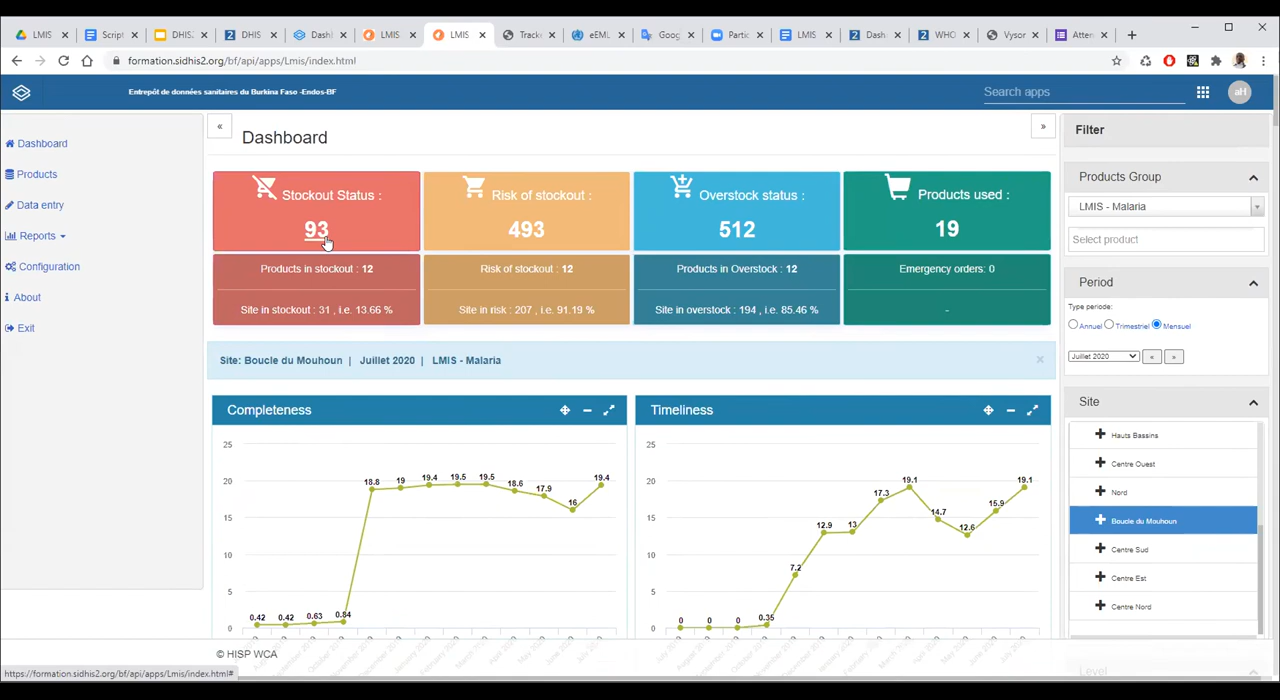 LMIS
Script
DHIS2
DHIS
Dashl
LMIS
LMIS
Track
eEML
Goog
Partic
LMIS
Dash
WHO
Vysor
Atten
formation.sidhis2.org/bf/api/apps/Lmis/index.html
Entrepôt de données sanitaires du Burkina Faso -Endos-BF
Search apps
aH
Dashboard
Products
Data entry
Reports
Configuration
About
Exit
«
Dashboard
»
Stockout Status :
93
Products in stockout : 12
Site in stockout : 31 , i.e. 13.66 %
Risk of stockout :
493
Risk of stockout : 12
Site in risk : 207 , i.e. 91.19 %
Overstock status :
512
Products in Overstock : 12
Site in overstock : 194 , i.e. 85.46 %
Products used :
19
Emergency orders: 0
-
Site: Boucle du Mouhoun | Juillet 2020 | LMIS - Malaria
×
Completeness
25
20
15
10
5
0
0.42 0.42 0.63 0.84 18.8 19 19.4 19.5 19.5 18.6 17.9 16 19.4
Timeliness
25
20
15
10
5
0
0 0 0 0.35 7.2 12.9 13 17.3 19.1 14.7 12.6 15.9 19.1
Filter
Products Group
LMIS - Malaria
Select product
Period
Type periode:
Annuel Trimestriel Mensuel
Juillet 2020 « »
Site
Hauts Bassins
Centre Ouest
Nord
Boucle du Mouhoun
Centre Sud
Centre Est
Centre Nord
Level
© HISP WCA
https://formation.sidhis2.org/bf/api/apps/Lmis/index.html#